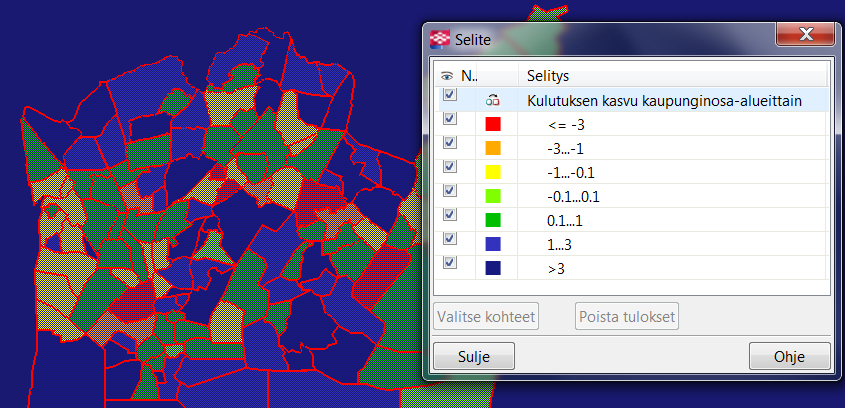 Selite
N.. Selitys
Kulutuksen kasvu kaupunginosa-alueittain
<= -3
-3...-1
-1...-0.1
-0.1...0.1
0.1...1
1...3
>3
Valitse kohteet Poista tulokset
Sulje Ohje